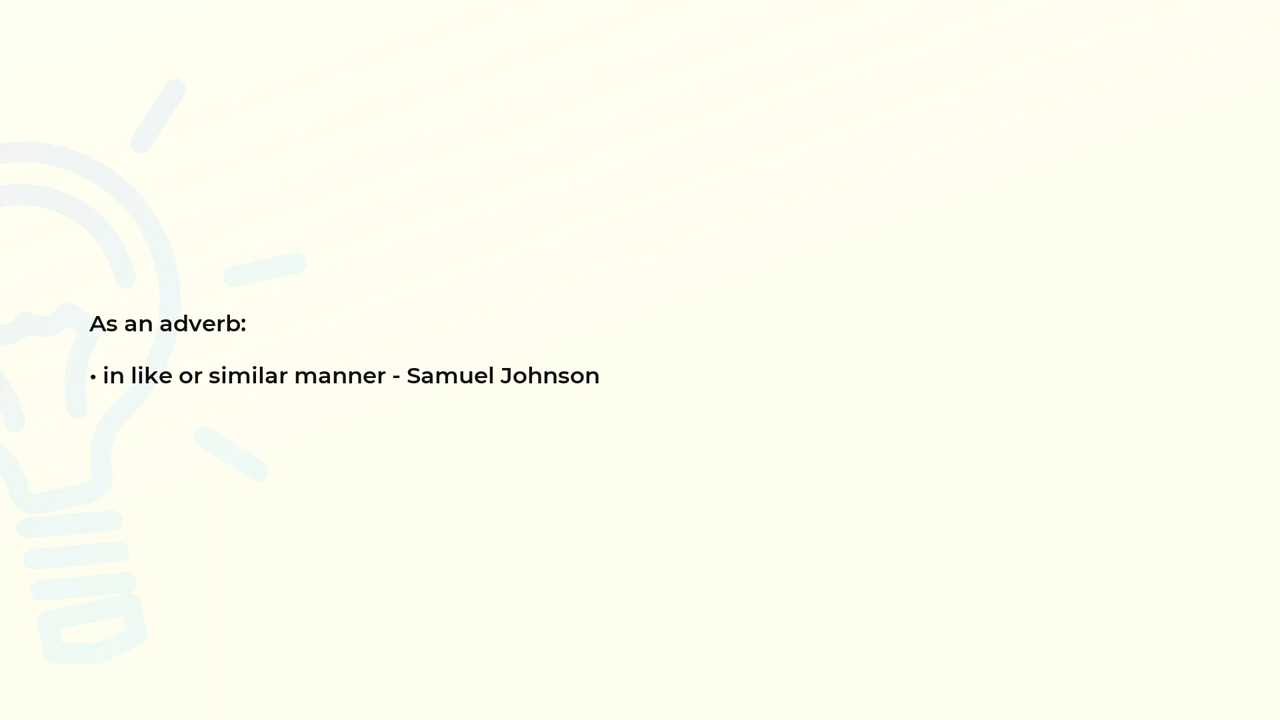 As an adverb:
• in like or similar manner - Samuel Johnson